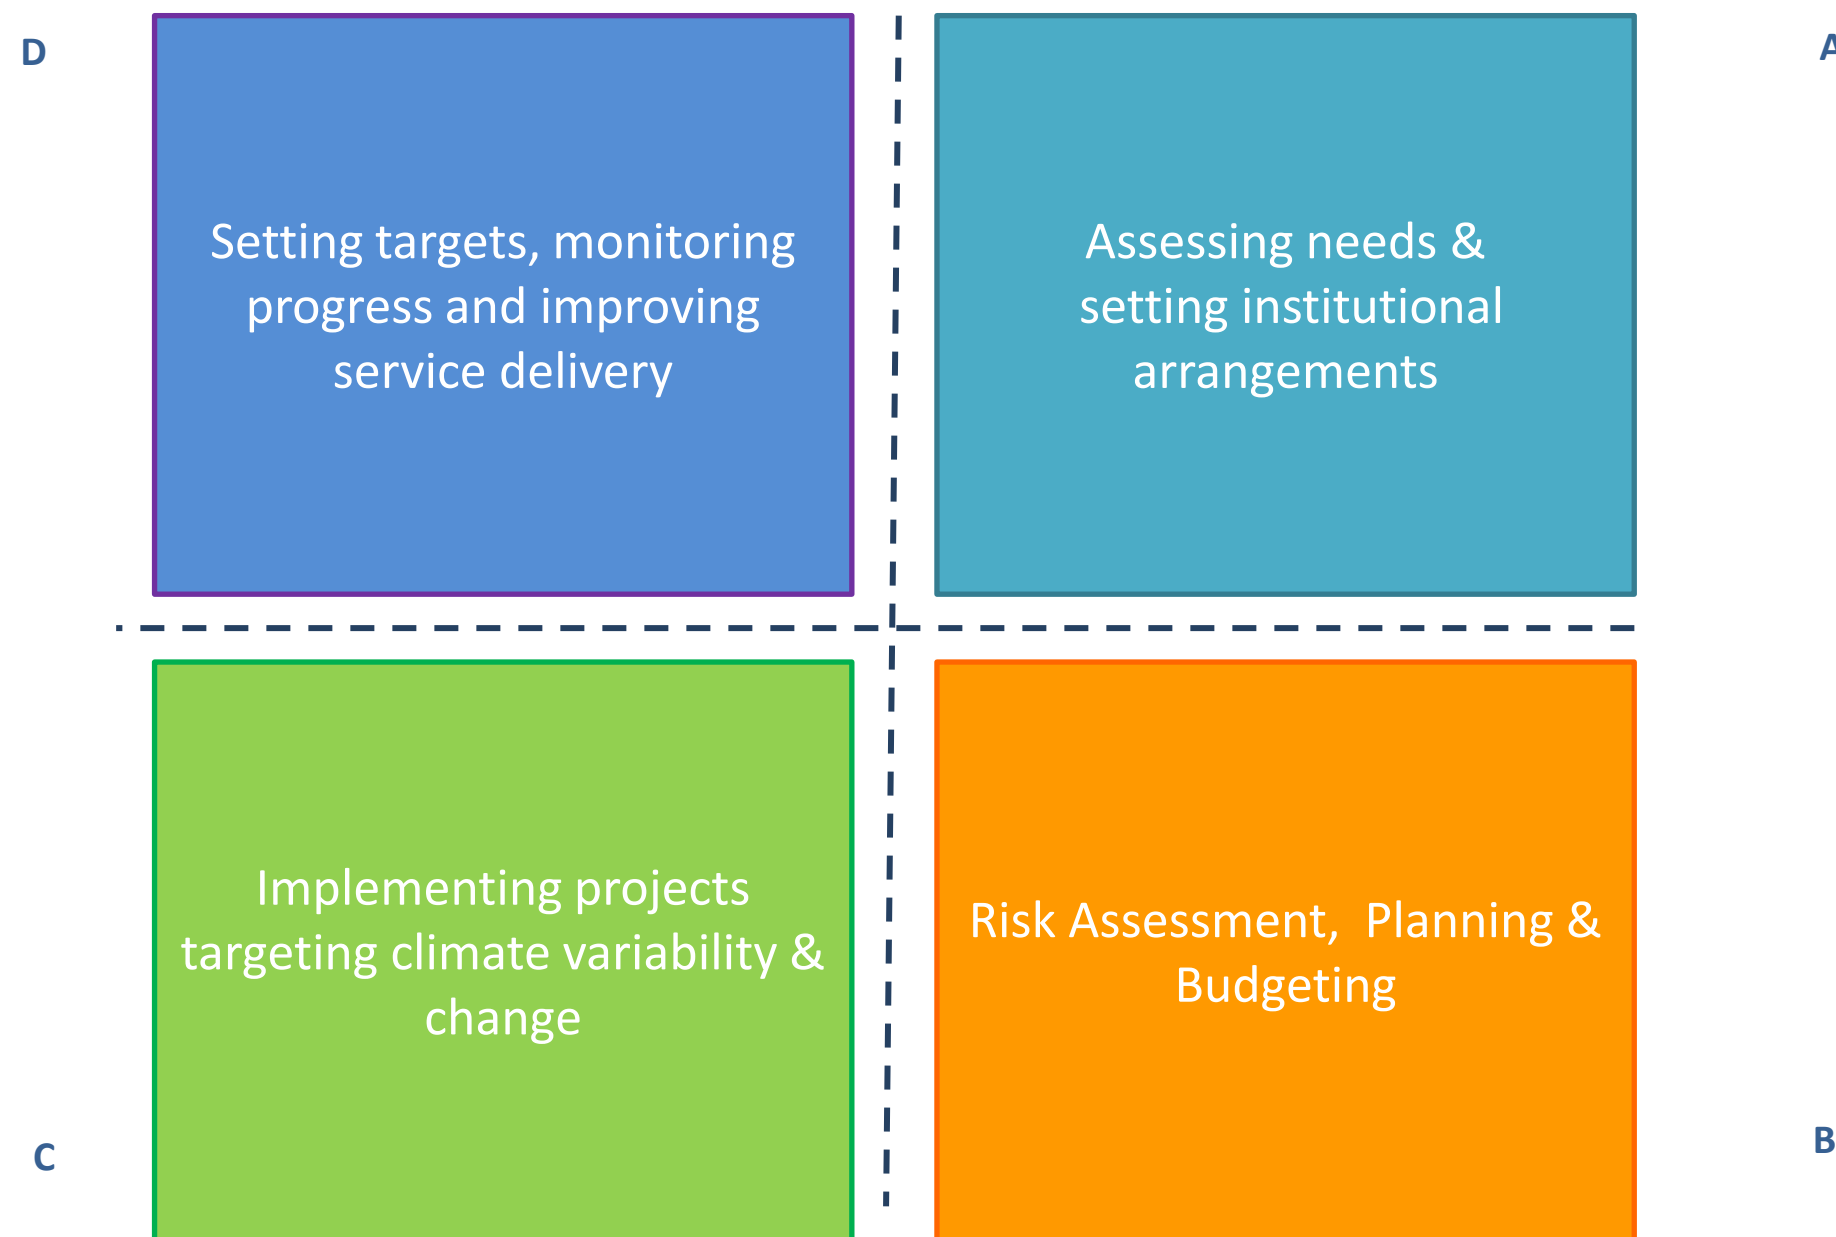 D
Setting targets, monitoring
progress and improving
service delivery
Assessing needs &
setting institutional
arrangements
A
Implementing projects
targeting climate variability &
change
C
Risk Assessment,  Planning &
Budgeting
B